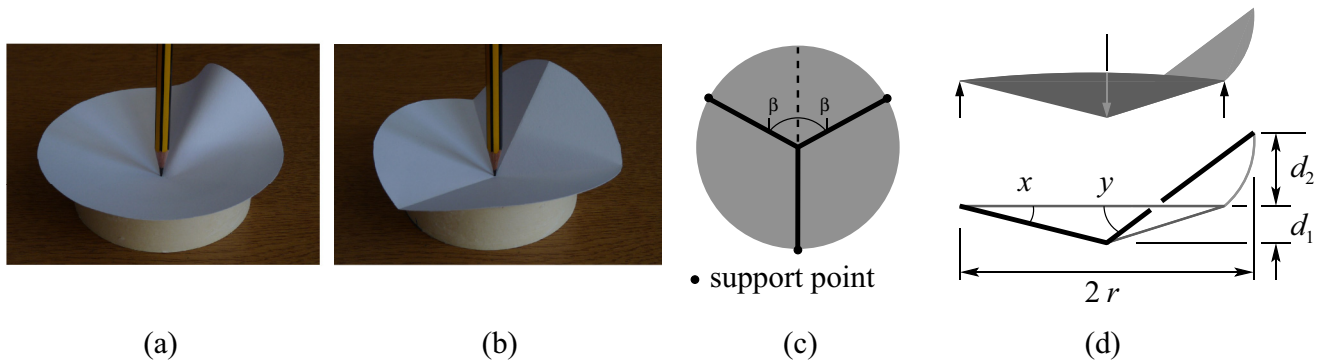 β β
• support point
x y
d₂
d₁
2 r
(a) (b) (c) (d)